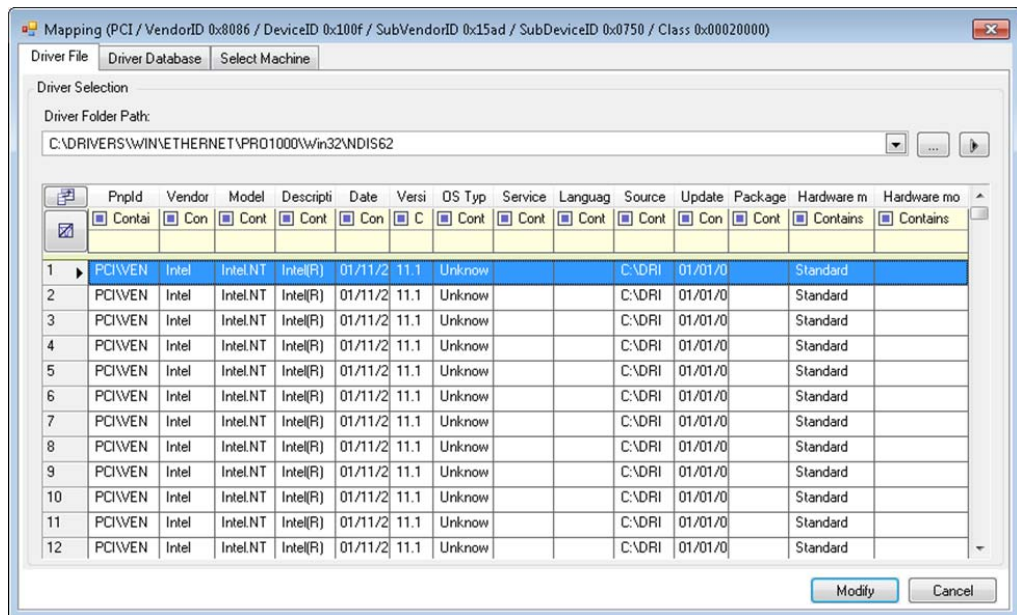 Mapping (PCI / VendorID 0x8086 / DeviceID 0x100f / SubVendorID 0x15ad / SubDeviceID 0x0750 / Class 0x00020000)
Driver File Driver Database Select Machine
Driver Selection
Driver Folder Path:
C:\DRIVERS\WIN\ETHERNET\PRO1000\Win32\NDIS62 ...
PnpId Vendor Model Descripti Date Versi OS Typ Service Languag Source Update Package Hardware m Hardware mo
Contai Con Cont Cont Con C Cont Cont Cont Cont Con Cont Contains Contains
1 PCI\VEN Intel Intel.NT Intel(R) 01/11/2 11.1 Unknow C:\DRI 01/01/0 Standard
2 PCI\VEN Intel Intel.NT Intel(R) 01/11/2 11.1 Unknow C:\DRI 01/01/0 Standard
3 PCI\VEN Intel Intel.NT Intel(R) 01/11/2 11.1 Unknow C:\DRI 01/01/0 Standard
4 PCI\VEN Intel Intel.NT Intel(R) 01/11/2 11.1 Unknow C:\DRI 01/01/0 Standard
5 PCI\VEN Intel Intel.NT Intel(R) 01/11/2 11.1 Unknow C:\DRI 01/01/0 Standard
6 PCI\VEN Intel Intel.NT Intel(R) 01/11/2 11.1 Unknow C:\DRI 01/01/0 Standard
7 PCI\VEN Intel Intel.NT Intel(R) 01/11/2 11.1 Unknow C:\DRI 01/01/0 Standard
8 PCI\VEN Intel Intel.NT Intel(R) 01/11/2 11.1 Unknow C:\DRI 01/01/0 Standard
9 PCI\VEN Intel Intel.NT Intel(R) 01/11/2 11.1 Unknow C:\DRI 01/01/0 Standard
10 PCI\VEN Intel Intel.NT Intel(R) 01/11/2 11.1 Unknow C:\DRI 01/01/0 Standard
11 PCI\VEN Intel Intel.NT Intel(R) 01/11/2 11.1 Unknow C:\DRI 01/01/0 Standard
12 PCI\VEN Intel Intel.NT Intel(R) 01/11/2 11.1 Unknow C:\DRI 01/01/0 Standard
Modify Cancel